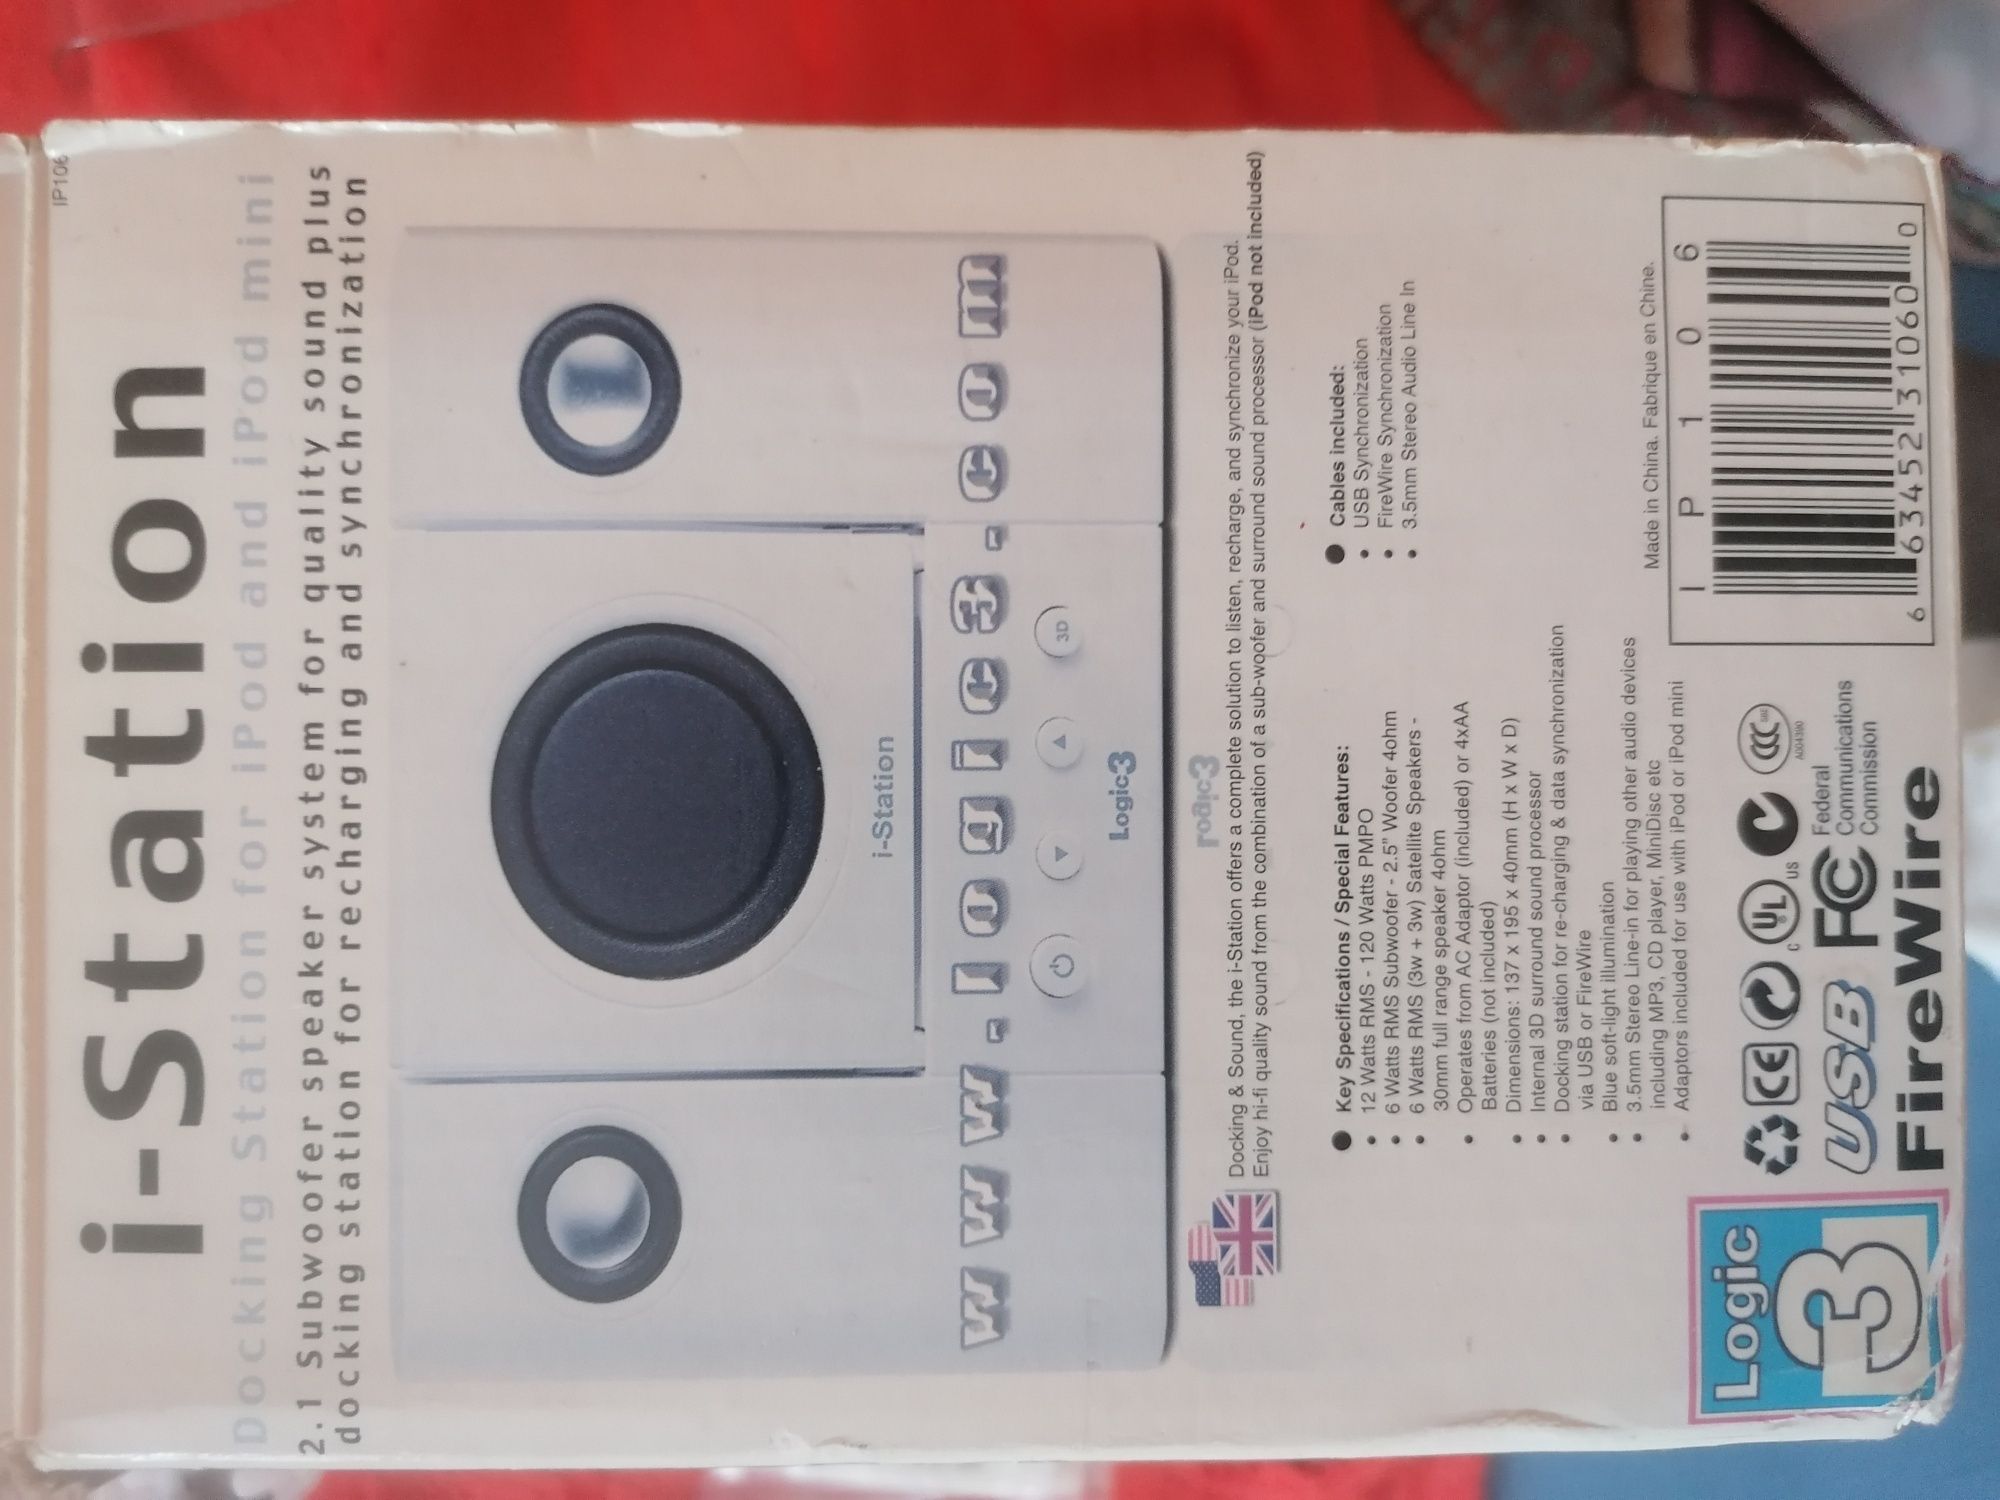 IP106
i-Station
Docking Station for iPod and iPod mini
2.1 Subwoofer speaker system for quality sound plus
docking station for recharging and synchronization
i-Station
www.logic3.com
3D
Logic3
Docking & Sound, the i-Station offers a complete solution to listen, recharge, and synchronize your iPod.
Enjoy hi-fi quality sound from the combination of a sub-woofer and surround sound processor (iPod not included)
● Key Specifications / Special Features:
• 12 Watts RMS - 120 Watts PMPO
• 6 Watts RMS Subwoofer - 2.5" Woofer 4ohm
• 6 Watts RMS (3w + 3w) Satellite Speakers -
30mm full range speaker 4ohm
• Operates from AC Adaptor (included) or 4xAA
Batteries (not included)
• Dimensions: 137 x 195 x 40mm (H x W x D)
• Internal 3D surround sound processor
• Docking station for re-charging & data synchronization
via USB or FireWire
• Blue soft-light illumination
• 3.5mm Stereo Line-in for playing other audio devices
including MP3, CD player, MiniDisc etc
• Adaptors included for use with iPod or iPod mini
● Cables included:
• USB Synchronization
• FireWire Synchronization
• 3.5mm Stereo Audio Line In
Made in China. Fabrique en Chine.
IP106
6 63452 31060 0
Logic
3
CE
c UL us
CCC
USB
FC
Federal
Communications
Commission
FireWire